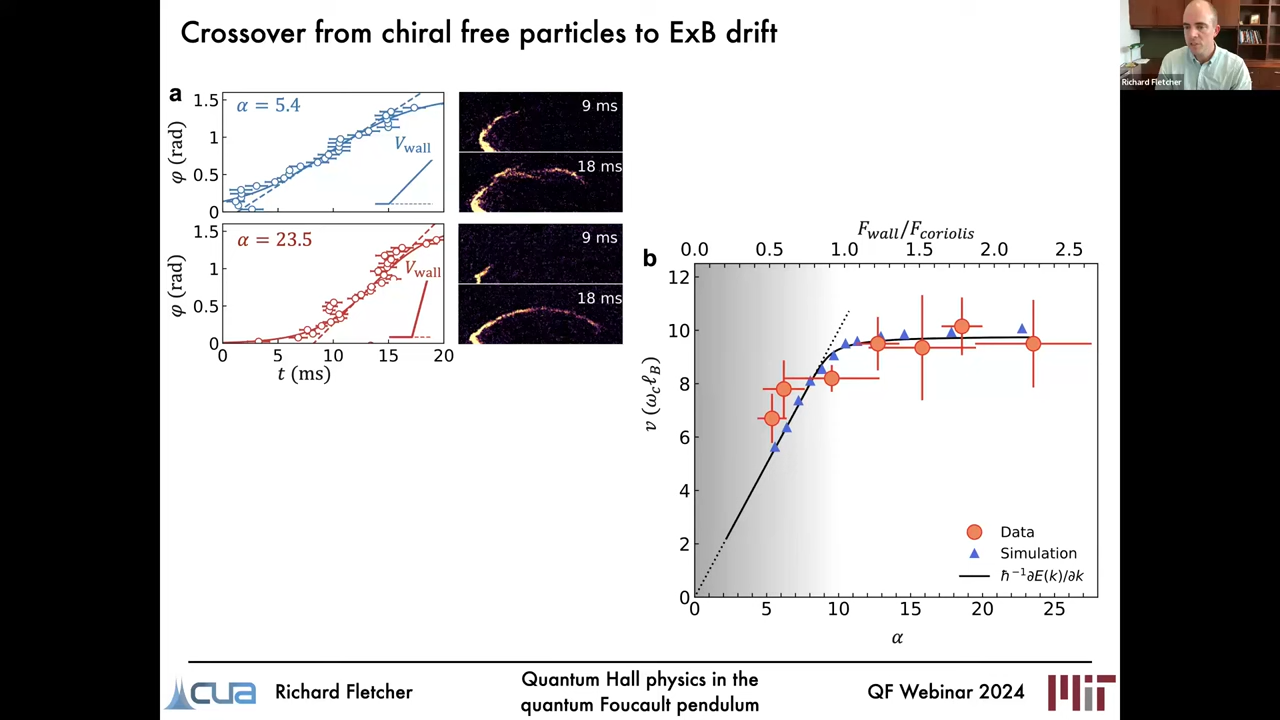 Crossover from chiral free particles to ExB drift
Richard Fletcher
a
φ (rad)
1.5
1
0.5
0
α = 5.4
V_wall
9 ms
18 ms
φ (rad)
1.5
1
0.5
0
α = 23.5
V_wall
9 ms
18 ms
0 5 10 15 20
t (ms)
b
F_wall/F_coriolis
0.0 0.5 1.0 1.5 2.0 2.5
12
10
8
6
4
2
0
v (ω_c ℓ_B)
Data
Simulation
ħ⁻¹∂E(k)/∂k
0 5 10 15 20 25
α
CUA
Richard Fletcher
Quantum Hall physics in the
quantum Foucault pendulum
QF Webinar 2024
MIT